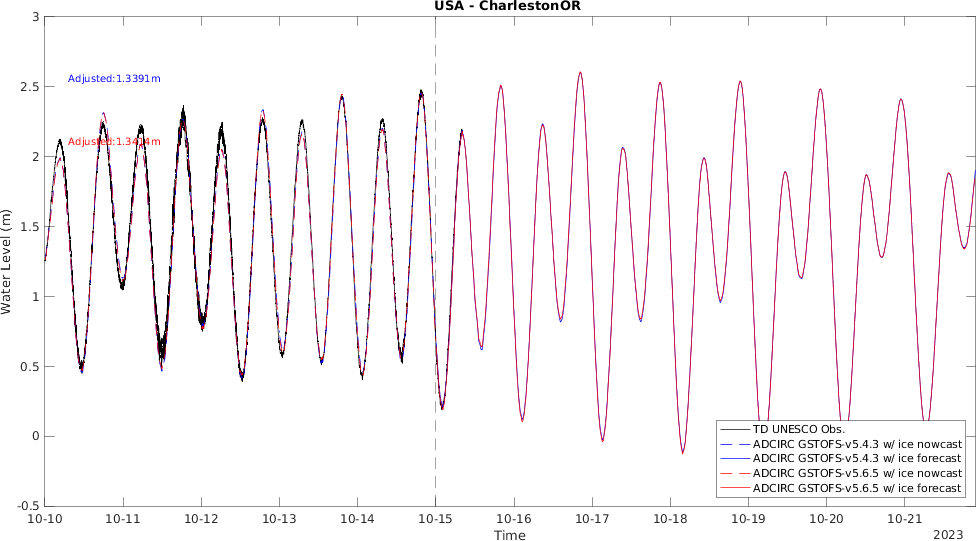 USA - CharlestonOR
3
2.5
2
1.5
1
0.5
0
-0.5
Water Level (m)
Adjusted:1.3391m
Adjusted:1.3414m
TD UNESCO Obs.
ADCIRC GSTOFS-v5.4.3 w/ ice nowcast
ADCIRC GSTOFS-v5.4.3 w/ ice forecast
ADCIRC GSTOFS-v5.6.5 w/ ice nowcast
ADCIRC GSTOFS-v5.6.5 w/ ice forecast
10-10 10-11 10-12 10-13 10-14 10-15 10-16 10-17 10-18 10-19 10-20 10-21
Time
2023